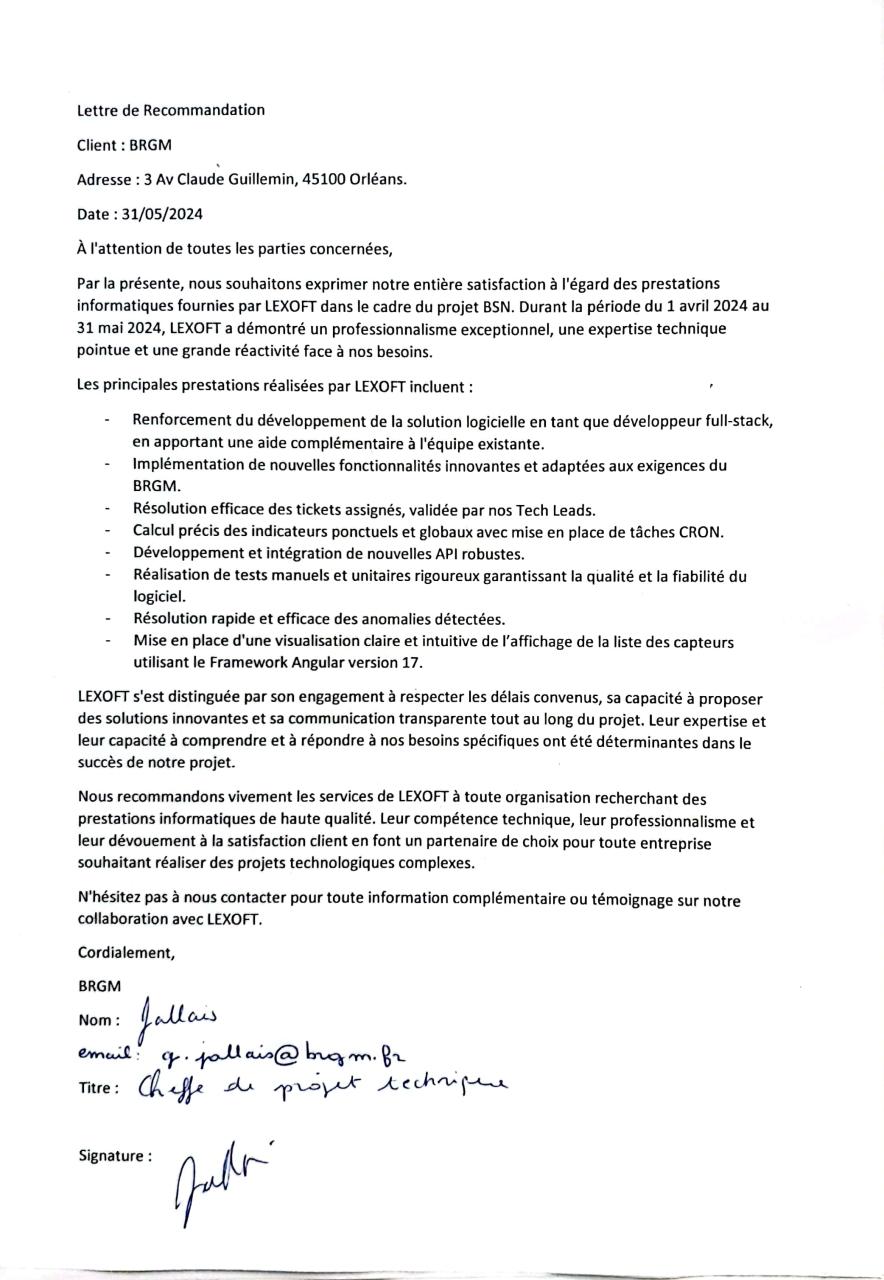 Lettre de Recommandation
Client : BRGM
Adresse : 3 Av Claude Guillemin, 45100 Orléans.
Date : 31/05/2024
À l'attention de toutes les parties concernées,
Par la présente, nous souhaitons exprimer notre entière satisfaction à l'égard des prestations
informatiques fournies par LEXOFT dans le cadre du projet BSN. Durant la période du 1 avril 2024 au
31 mai 2024, LEXOFT a démontré un professionnalisme exceptionnel, une expertise technique
pointue et une grande réactivité face à nos besoins.
Les principales prestations réalisées par LEXOFT incluent :
- Renforcement du développement de la solution logicielle en tant que développeur full-stack,
en apportant une aide complémentaire à l'équipe existante.
- Implémentation de nouvelles fonctionnalités innovantes et adaptées aux exigences du
BRGM.
- Résolution efficace des tickets assignés, validée par nos Tech Leads.
- Calcul précis des indicateurs ponctuels et globaux avec mise en place de tâches CRON.
- Développement et intégration de nouvelles API robustes.
- Réalisation de tests manuels et unitaires rigoureux garantissant la qualité et la fiabilité du
logiciel.
- Résolution rapide et efficace des anomalies détectées.
- Mise en place d'une visualisation claire et intuitive de l'affichage de la liste des capteurs
utilisant le Framework Angular version 17.
LEXOFT s'est distinguée par son engagement à respecter les délais convenus, sa capacité à proposer
des solutions innovantes et sa communication transparente tout au long du projet. Leur expertise et
leur capacité à comprendre et à répondre à nos besoins spécifiques ont été déterminantes dans le
succès de notre projet.
Nous recommandons vivement les services de LEXOFT à toute organisation recherchant des
prestations informatiques de haute qualité. Leur compétence technique, leur professionnalisme et
leur dévouement à la satisfaction client en font un partenaire de choix pour toute entreprise
souhaitant réaliser des projets technologiques complexes.
N'hésitez pas à nous contacter pour toute information complémentaire ou témoignage sur notre
collaboration avec LEXOFT.
Cordialement,
BRGM
Nom : Jallais
email : g.jallais@brgm.fr
Titre : Cheffe de projet technique
Signature :